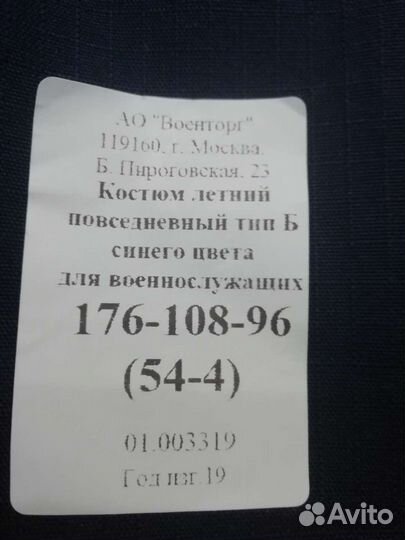 АО "Военторг"
119160, г. Москва,
Б. Пироговская, 23
Костюм летний
повседневный тип Б
синего цвета
для военнослужащих
176-108-96
(54-4)
01.003319
Год изг.19
Avito